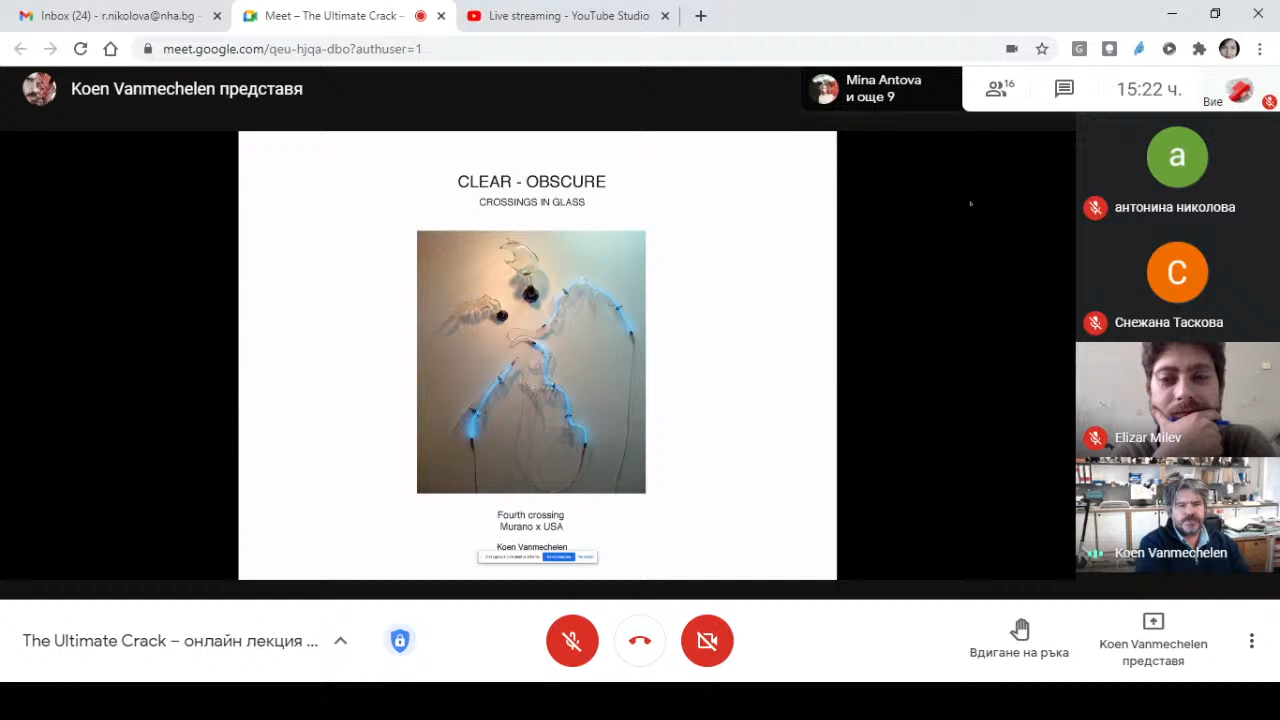 Inbox (24) - r.nikolova@nha.bg -
Meet – The Ultimate Crack –
Live streaming - YouTube Studio
meet.google.com/qeu-hjqa-dbo?authuser=1
Koen Vanmechelen представя
Mina Antova
и още 9
16
15:22 ч.
Вие
CLEAR - OBSCURE
CROSSINGS IN GLASS
Fourth crossing
Murano x USA
Koen Vanmechelen
a
антонина николова
С
Снежана Таскова
Elizar Milev
Koen Vanmechelen
The Ultimate Crack – онлайн лекция ...
Вдигане на ръка
Koen Vanmechelen
представя